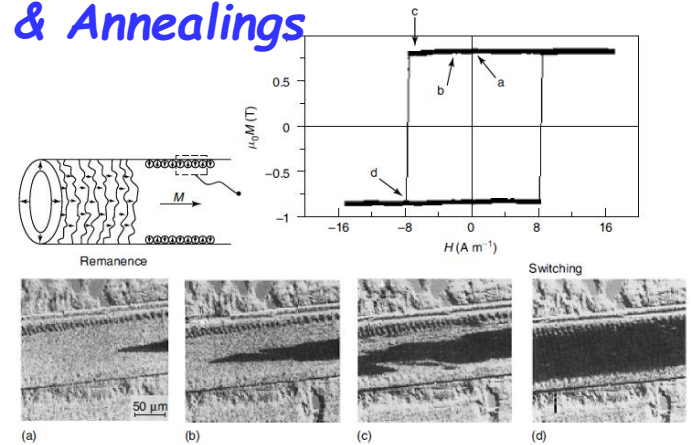 & Annealings
c
0.5
a
b
μ₀M (T)
0
−0.5
d
−1
−16
−8
0
8
16
H (A m⁻¹)
M
Remanence
Switching
50 μm
(a)
(b)
(c)
(d)